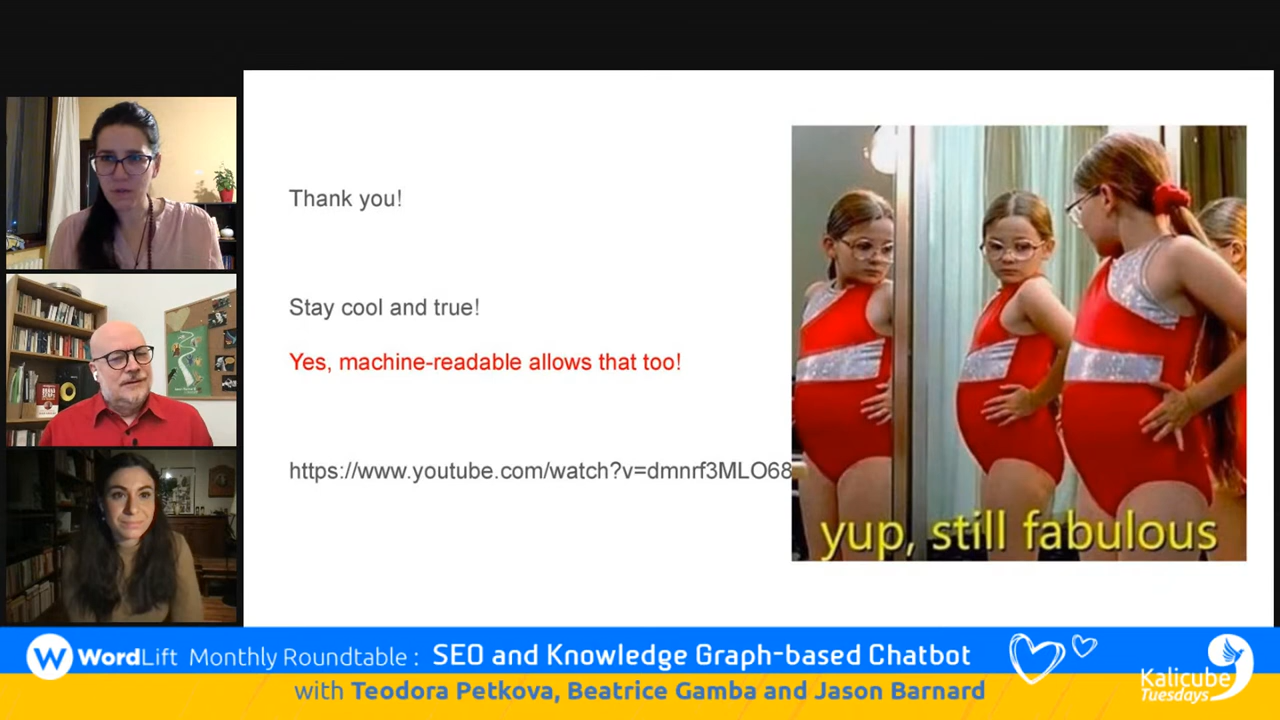 Thank you!
Stay cool and true!
Yes, machine-readable allows that too!
https://www.youtube.com/watch?v=dmnrf3MLO68
yup, still fabulous
WordLift Monthly Roundtable : SEO and Knowledge Graph-based Chatbot
with Teodora Petkova, Beatrice Gamba and Jason Barnard
Kalicube
Tuesdays